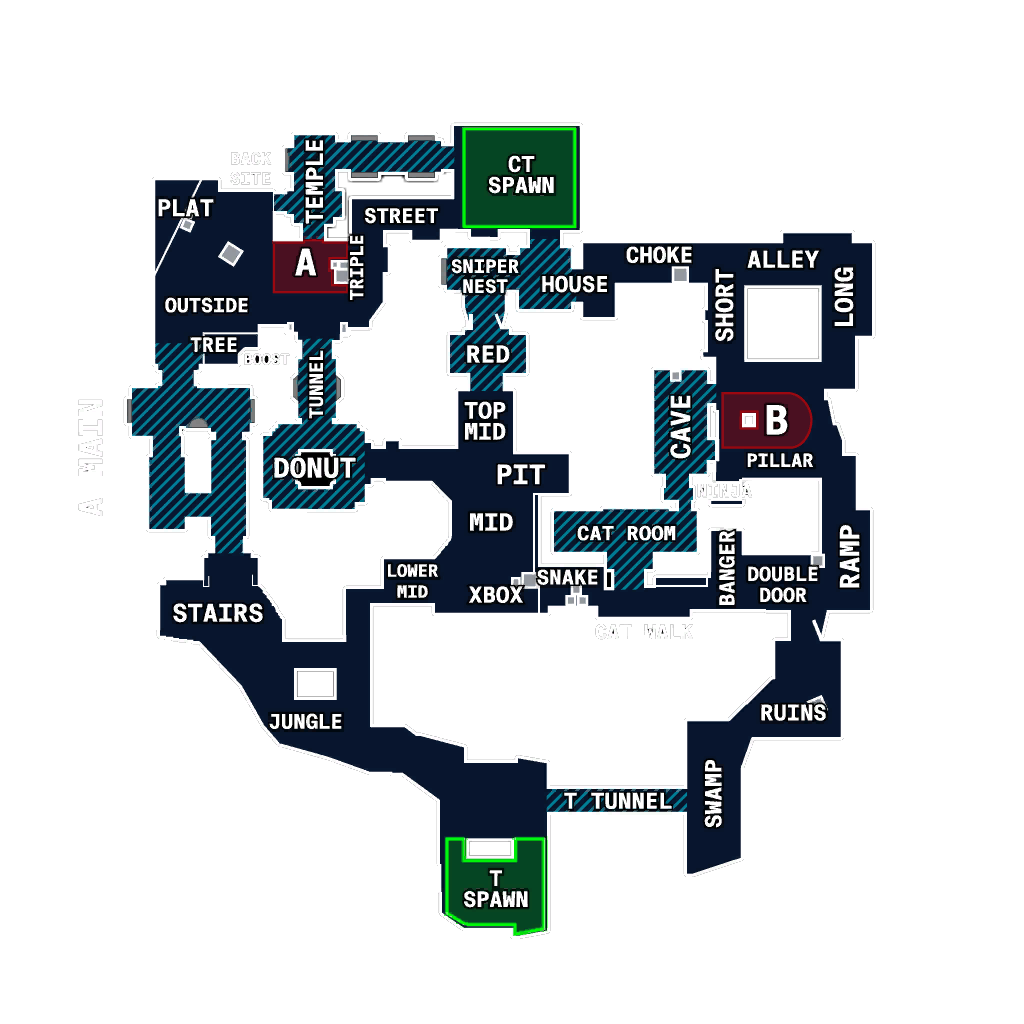 BACK
SITE
TEMPLE
CT
SPAWN
PLAT
STREET
A
TRIPLE
SNIPER
NEST
HOUSE
CHOKE
ALLEY
SHORT
LONG
OUTSIDE
TREE
BOOST
TUNNEL
RED
TOP
MID
CAVE
B
PILLAR
A MAIN
DONUT
PIT
NINJA
MID
CAT ROOM
BANGER
RAMP
LOWER
MID
XBOX
SNAKE
DOUBLE
DOOR
STAIRS
CAT WALK
JUNGLE
RUINS
SWAMP
T TUNNEL
T
SPAWN